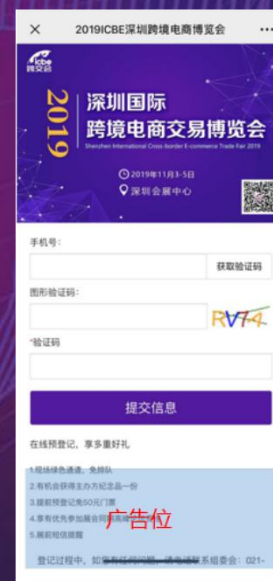 × 2019ICBE深圳跨境电商博览会 •••
icbe
跨交会
2019
深圳国际
跨境电商交易博览会
Shenzhen International Cross-border E-commerce Trade Fair 2019
2019年11月3-5日
深圳会展中心
手机号：
获取验证码
图形验证码：
RV74
*验证码
提交信息
在线预登记，享多重好礼
1.现场绿色通道，免排队
2.有机会获得主办方纪念品一份
3.提前预登记免50元门票
4.享有优先参加展会同期高峰
5.展前短信提醒
广告位
登记过程中，如您有任何问题，请电话联系组委会：021-